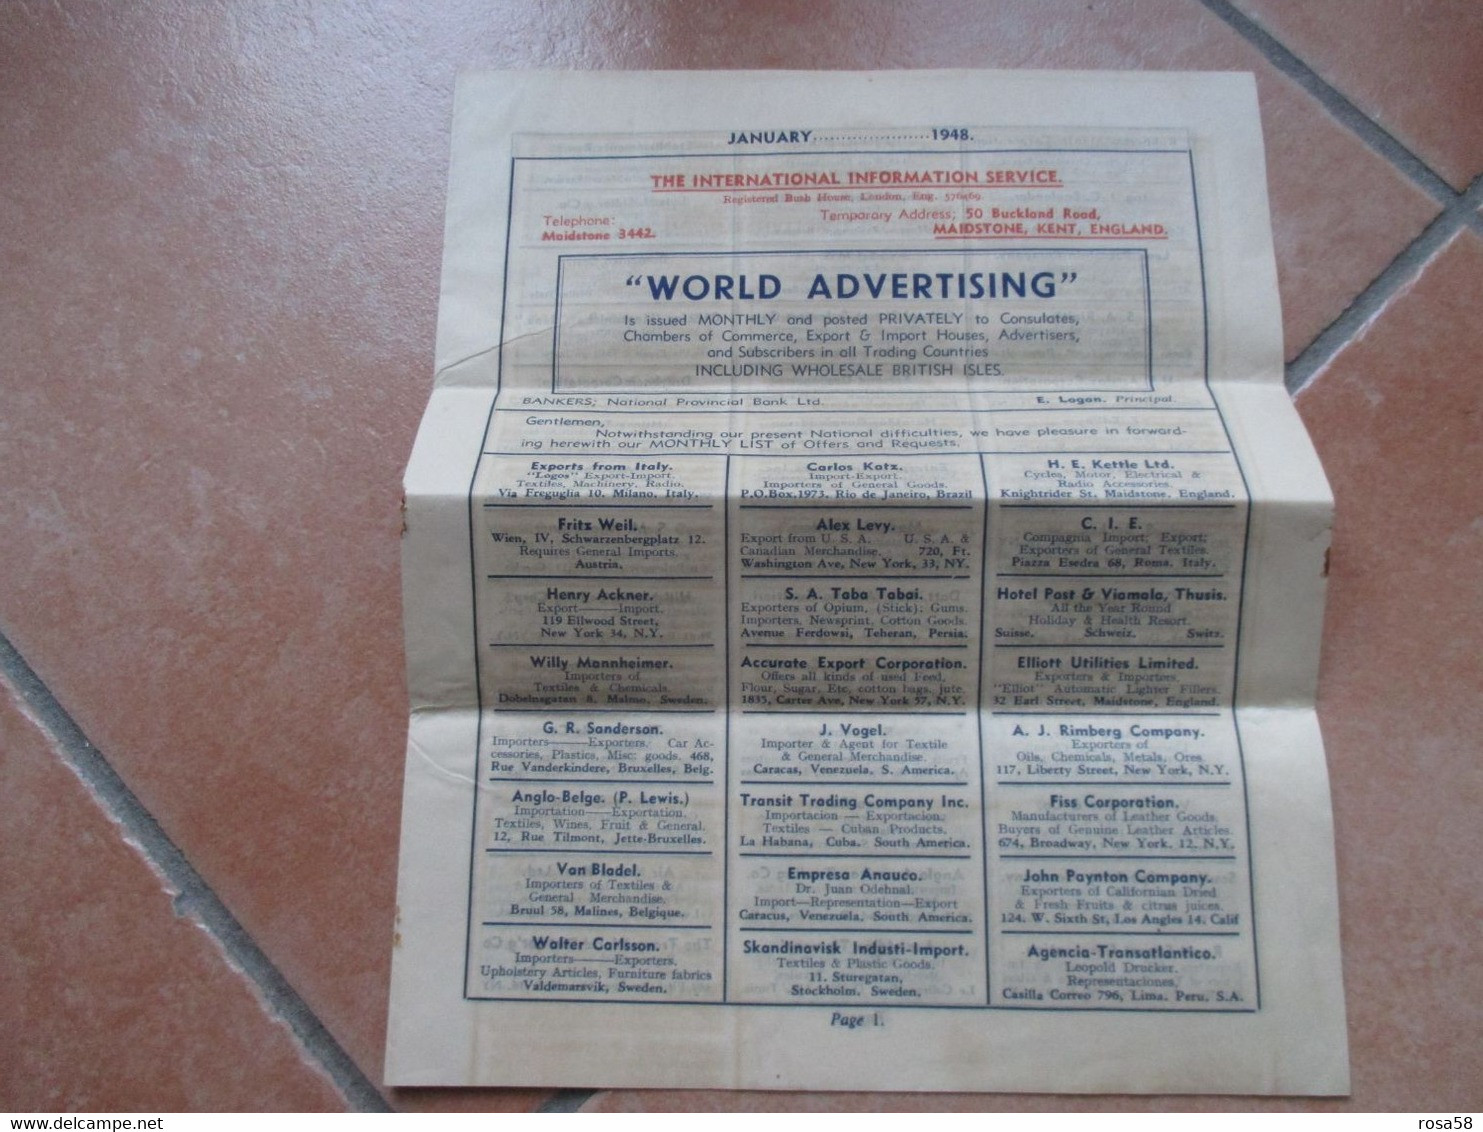 JANUARY.....................1948.
THE INTERNATIONAL INFORMATION SERVICE.
Registered Bush House, London, Eng. 576469.
Telephone:
Maidstone 3442.
Temporary Address; 50 Buckland Road,
MAIDSTONE, KENT, ENGLAND.
"WORLD ADVERTISING"
Is issued MONTHLY and posted PRIVATELY to Consulates,
Chambers of Commerce, Export & Import Houses, Advertisers,
and Subscribers in all Trading Countries
INCLUDING WHOLESALE BRITISH ISLES.
BANKERS; National Provincial Bank Ltd.
E. Logan. Principal.
Gentlemen,
Notwithstanding our present National difficulties, we have pleasure in forward-
ing herewith our MONTHLY LIST of Offers and Requests.
Exports from Italy.
"Logos" Export-Import.
Textiles, Machinery, Radio.
Via Freguglia 10. Milano, Italy.
Fritz Weil.
Wien, IV, Schwarzenbergplatz 12.
Requires General Imports.
Austria.
Henry Ackner.
Export——Import.
119 Ellwood Street,
New York 34, N.Y.
Willy Mannheimer.
Importers of
Textiles & Chemicals.
Dobelnsgatan 8, Malmo, Sweden.
G. R. Sanderson.
Importers——Exporters. Car Ac-
cessories, Plastics, Misc: goods. 468,
Rue Vanderkindere, Bruxelles, Belg.
Anglo-Belge. (P. Lewis.)
Importation——Exportation.
Textiles, Wines, Fruit & General.
12, Rue Tilmont, Jette-Bruxelles.
Van Bladel.
Importers of Textiles &
General Merchandise.
Bruul 58, Malines, Belgique.
Walter Carlsson.
Importers——Exporters.
Upholstery Articles, Furniture fabrics
Valdemarsvik, Sweden.
Carlos Katz.
Import-Export.
Importers of General Goods.
P.O.Box.1973. Rio de Janeiro, Brazil
Alex Levy.
Export from U. S. A. U. S. A. &
Canadian Merchandise. 720, Ft.
Washington Ave, New York, 33, NY.
S. A. Taba Tabai.
Exporters of Opium, (Stick): Gums.
Importers, Newsprint, Cotton Goods.
Avenue Ferdowsi, Teheran, Persia.
Accurate Export Corporation.
Offers all kinds of used Feed,
Flour, Sugar, Etc, cotton bags, jute.
1835, Carter Ave, New York 57, N.Y.
J. Vogel.
Importer & Agent for Textile
& General Merchandise.
Caracas, Venezuela, S. America.
Transit Trading Company Inc.
Importacion — Exportacion.
Textiles — Cuban Products.
La Habana, Cuba. South America.
Empresa Anauco.
Dr. Juan Odehnal.
Import—Representation—Export
Caracus, Venezuela. South America.
Skandinavisk Industi-Import.
Textiles & Plastic Goods.
11. Sturegatan,
Stockholm. Sweden.
H. E. Kettle Ltd.
Cycles, Motor, Electrical &
Radio Accessories.
Knightrider St, Maidstone, England.
C. I. E.
Compagnia Import; Export;
Exporters of General Textiles.
Piazza Esedra 68, Roma. Italy.
Hotel Post & Viamala, Thusis.
All the Year Round
Holiday & Health Resort.
Suisse. Schweiz. Switz.
Elliott Utilities Limited.
Exporters & Importers.
"Elliot" Automatic Lighter Fillers.
32 Earl Street, Maidstone, England.
A. J. Rimberg Company.
Exporters of
Oils, Chemicals, Metals, Ores.
117, Liberty Street, New York, N.Y.
Fiss Corporation.
Manufacturers of Leather Goods.
Buyers of Genuine Leather Articles.
674, Broadway, New York. 12. N.Y.
John Paynton Company.
Exporters of Californian Dried
& Fresh Fruits & citrus juices.
124. W. Sixth St, Los Angles 14. Calif
Agencia-Transatlantico.
Leopold Drucker.
Representaciones.
Casilla Correo 796, Lima. Peru, S.A.
Page 1.
rosa58